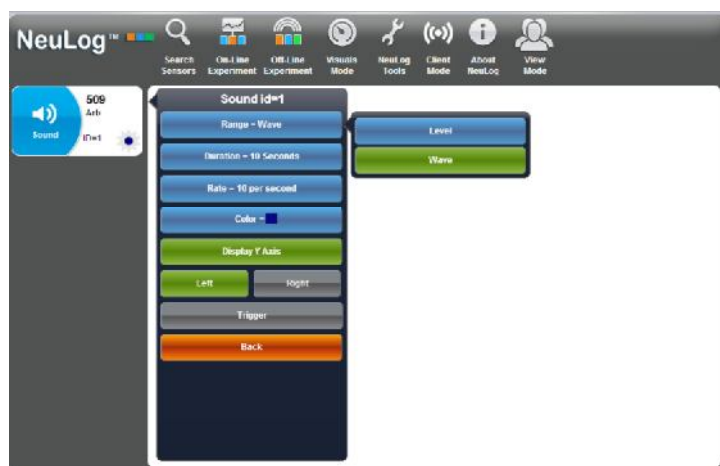 NeuLog™
Search Sensors
On-Line Experiment
Off-Line Experiment
Visuals Mode
NeuLog Tools
Client Mode
About NeuLog
View Mode
509
Arb
Sound
ID=1
Sound id=1
Range - Wave
Duration - 10 Seconds
Rate - 10 per second
Color -
Display Y Axis
Left
Right
Trigger
Back
Level
Wave